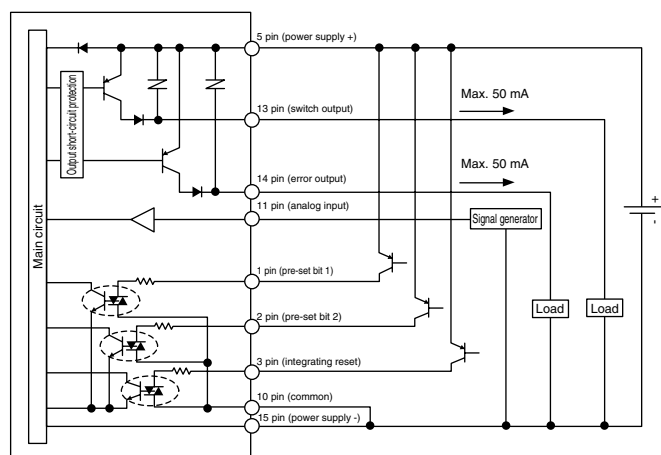 5 pin (power supply +)
Max. 50 mA
13 pin (switch output)
Output short-circuit protection
Max. 50 mA
14 pin (error output)
11 pin (analog input)
Signal generator
Main circuit
+
-
1 pin (pre-set bit 1)
2 pin (pre-set bit 2)
Load
Load
3 pin (integrating reset)
10 pin (common)
15 pin (power supply -)